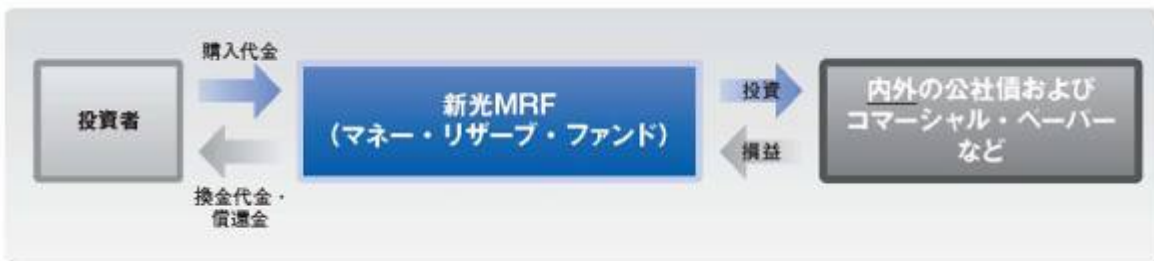 購入代金
投資者
換金代金・
償還金
新光MRF
(マネー・リザーブ・ファンド)
投資
損益
内外の公社債および
コマーシャル・ペーパー
など